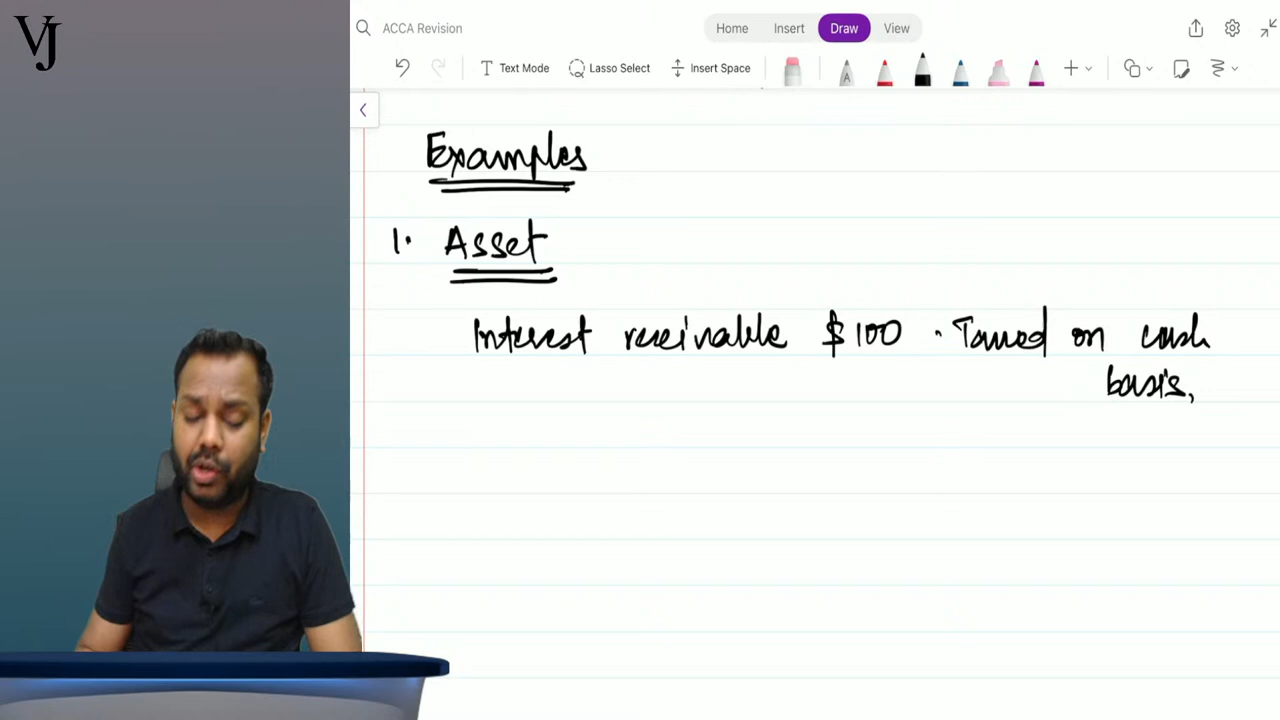 VJ
ACCA Revision
Home Insert Draw View
Text Mode Lasso Select Insert Space
A
Examples
1. Asset
Interest receivable $100 . Taxed on cash
basis,